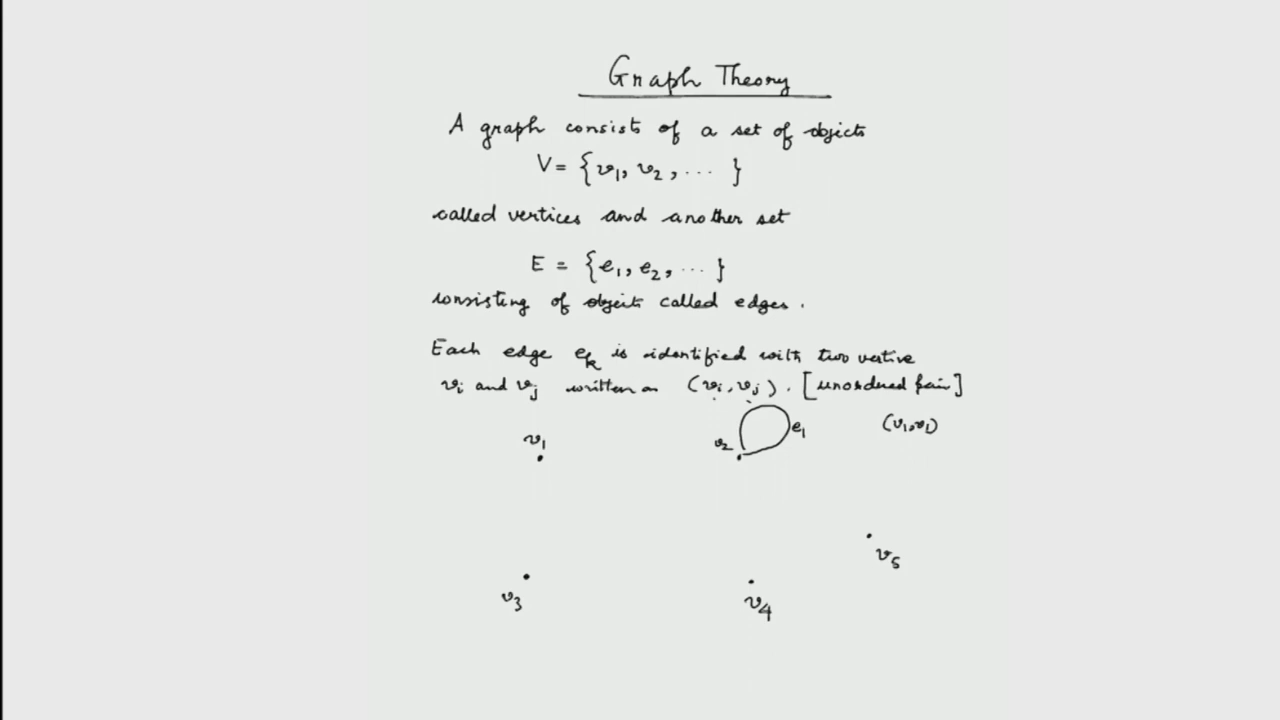 Graph Theory
A graph consists of a set of objects
V = {v1, v2, ... }
called vertices and another set
E = {e1, e2, ... }
consisting of objects called edges.
Each edge ek is identified with two vertive
vi and vj written as (vi, vj). [unordered pair]
v1 v2 e1 (v1, v1)
v5
v3 v4